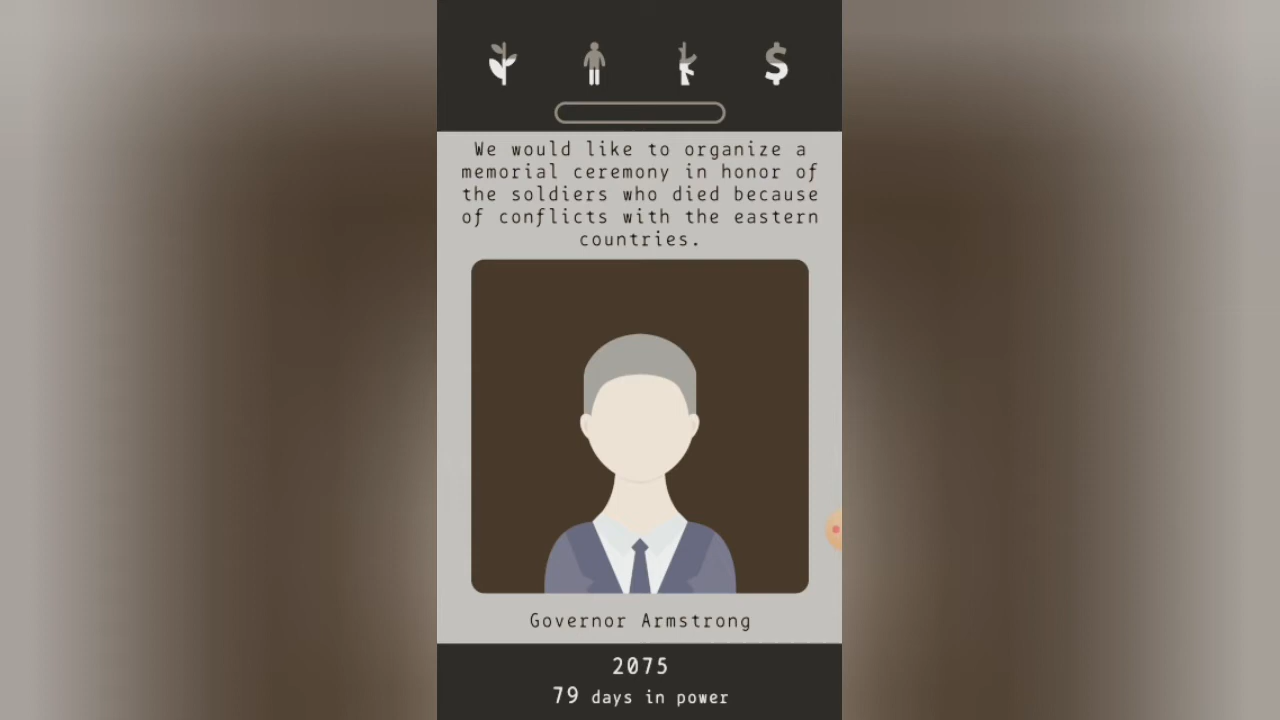 We would like to organize a
memorial ceremony in honor of
the soldiers who died because
of conflicts with the eastern
countries.
Governor Armstrong
2075
79 days in power